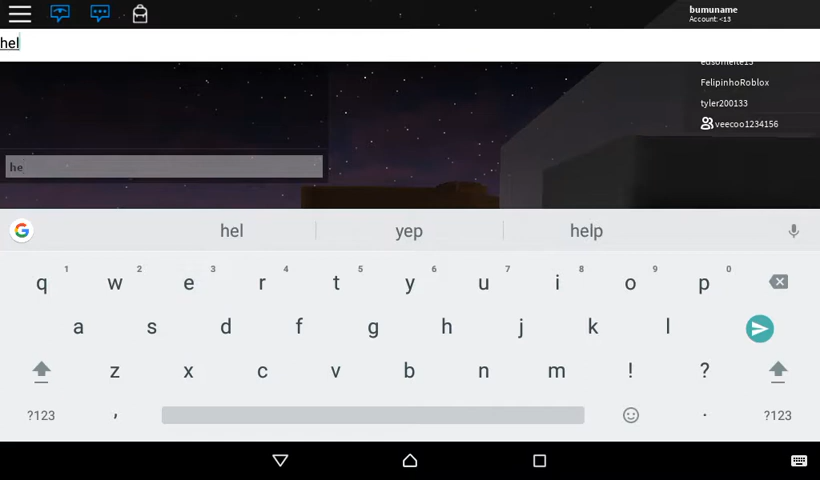 bumuname
Account: <13
hel
edsomelte13
FelipinhoRoblox
tyler200133
veecoo1234156
he
hel yep help
1 2 3 4 5 6 7 8 9 0
q w e r t y u i o p
a s d f g h j k l
z x c v b n m ! ?
?123 , . ?123